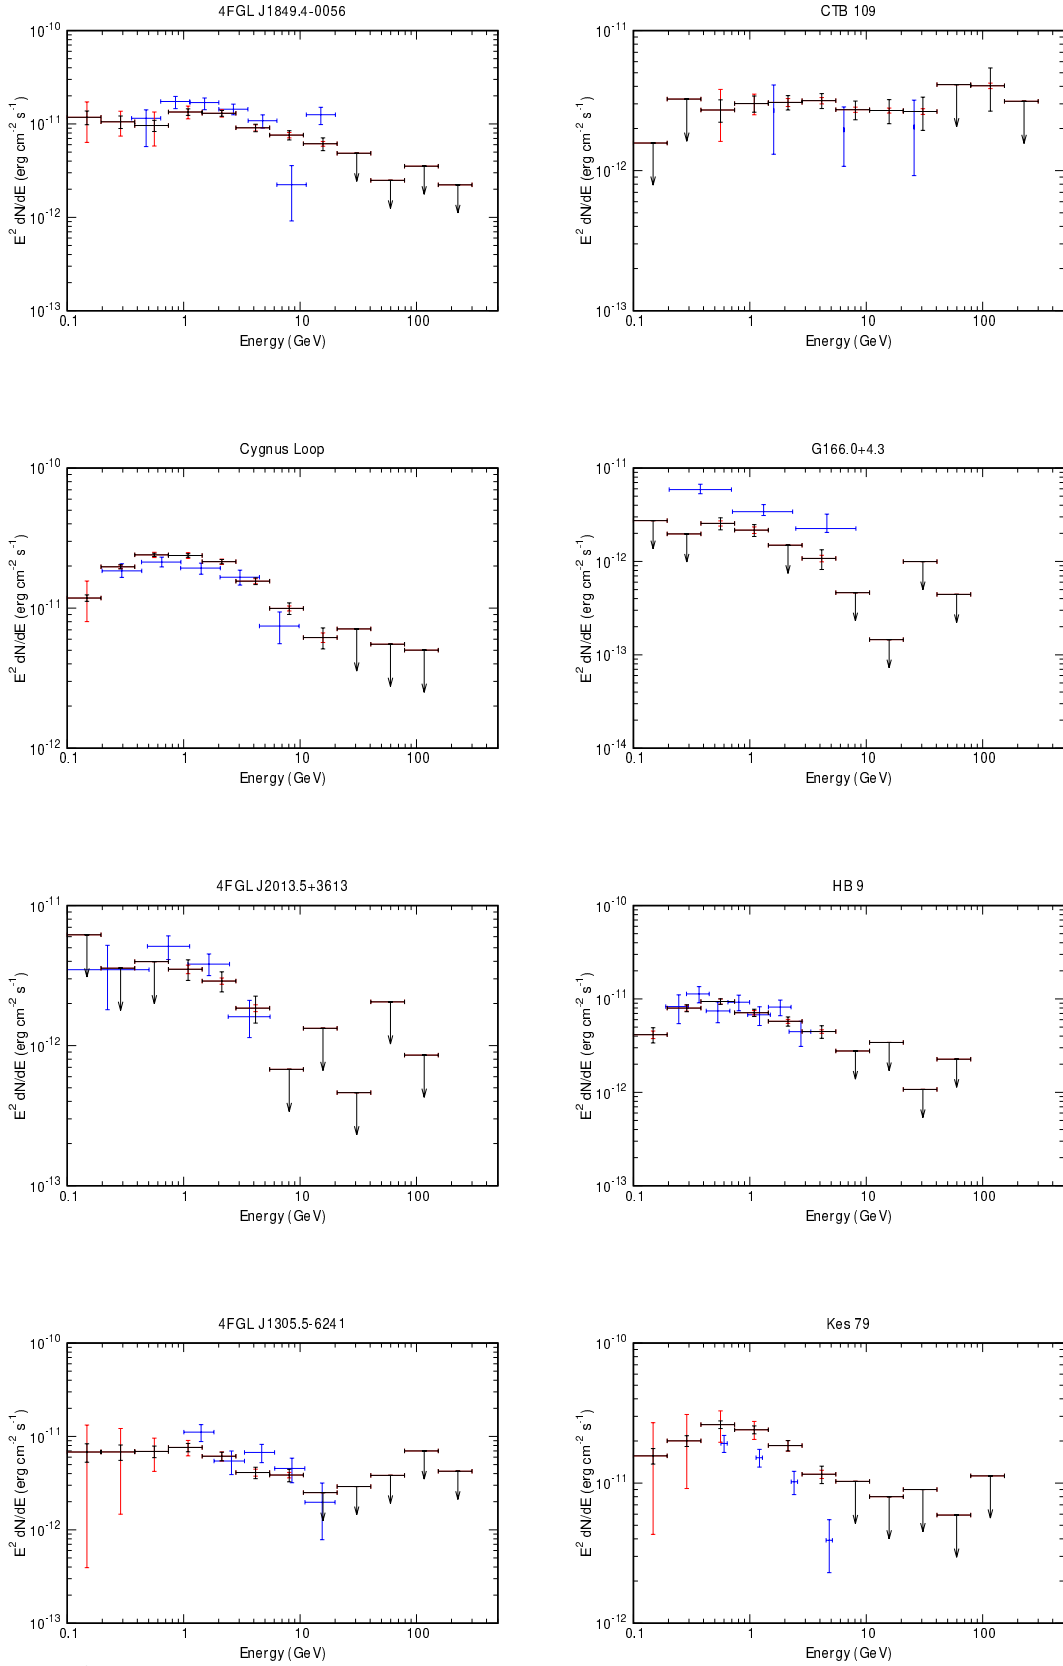 4FGL J1849.4-0056
CTB 109
10-10
10-11
10-12
10-13
E2 dN/dE (erg cm-2 s-1)
0.1 1 10 100
Energy (GeV)
10-11
10-12
10-13
E2 dN/dE (erg cm-2 s-1)
0.1 1 10 100
Energy (GeV)
Cygnus Loop
G166.0+4.3
10-10
10-11
10-12
E2 dN/dE (erg cm-2 s-1)
0.1 1 10 100
Energy (GeV)
10-11
10-12
10-13
10-14
E2 dN/dE (erg cm-2 s-1)
0.1 1 10 100
Energy (GeV)
4FGL J2013.5+3613
HB 9
10-11
10-12
10-13
E2 dN/dE (erg cm-2 s-1)
0.1 1 10 100
Energy (GeV)
10-10
10-11
10-12
10-13
E2 dN/dE (erg cm-2 s-1)
0.1 1 10 100
Energy (GeV)
4FGL J1305.5-6241
Kes 79
10-10
10-11
10-12
10-13
E2 dN/dE (erg cm-2 s-1)
0.1 1 10 100
Energy (GeV)
10-10
10-11
10-12
E2 dN/dE (erg cm-2 s-1)
0.1 1 10 100
Energy (GeV)